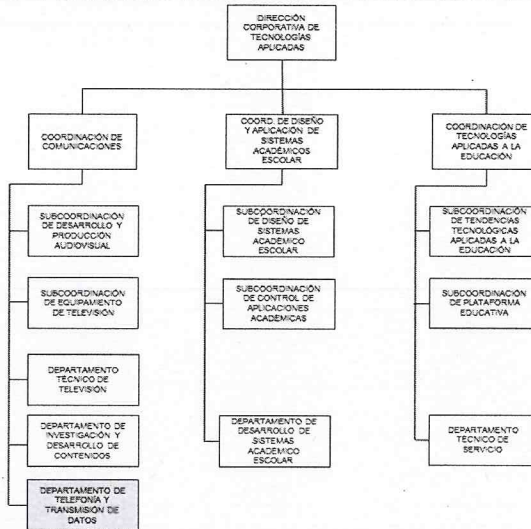 DIRECCIÓN
CORPORATIVA DE
TECNOLOGÍAS
APLICADAS
COORDINACIÓN DE
COMUNICACIONES
COORD. DE DISEÑO
Y APLICACIÓN DE
SISTEMAS
ACADÉMICOS
ESCOLAR
COORDINACIÓN DE
TECNOLOGÍAS
APLICADAS A LA
EDUCACIÓN
SUBCOORDINACIÓN
DE DESARROLLO Y
PRODUCCIÓN
AUDIOVISUAL
SUBCOORDINACIÓN
DE DISEÑO DE
SISTEMAS
ACADÉMICO
ESCOLAR
SUBCOORDINACIÓN
DE TENDENCIAS
TECNOLÓGICAS
APLICADAS A LA
EDUCACIÓN
SUBCOORDINACIÓN
DE EQUIPAMIENTO
DE TELEVISIÓN
SUBCOORDINACIÓN
DE CONTROL DE
APLICACIONES
ACADÉMICAS
SUBCOORDINACIÓN
DE PLATAFORMA
EDUCATIVA
DEPARTAMENTO
TÉCNICO DE
TELEVISIÓN
DEPARTAMENTO DE
INVESTIGACIÓN Y
DESARROLLO DE
CONTENIDOS
DEPARTAMENTO DE
DESARROLLO DE
SISTEMAS
ACADÉMICO
ESCOLAR
DEPARTAMENTO
TÉCNICO DE
SERVICIO
DEPARTAMENTO DE
TELEFONÍA Y
TRANSMISIÓN DE
DATOS